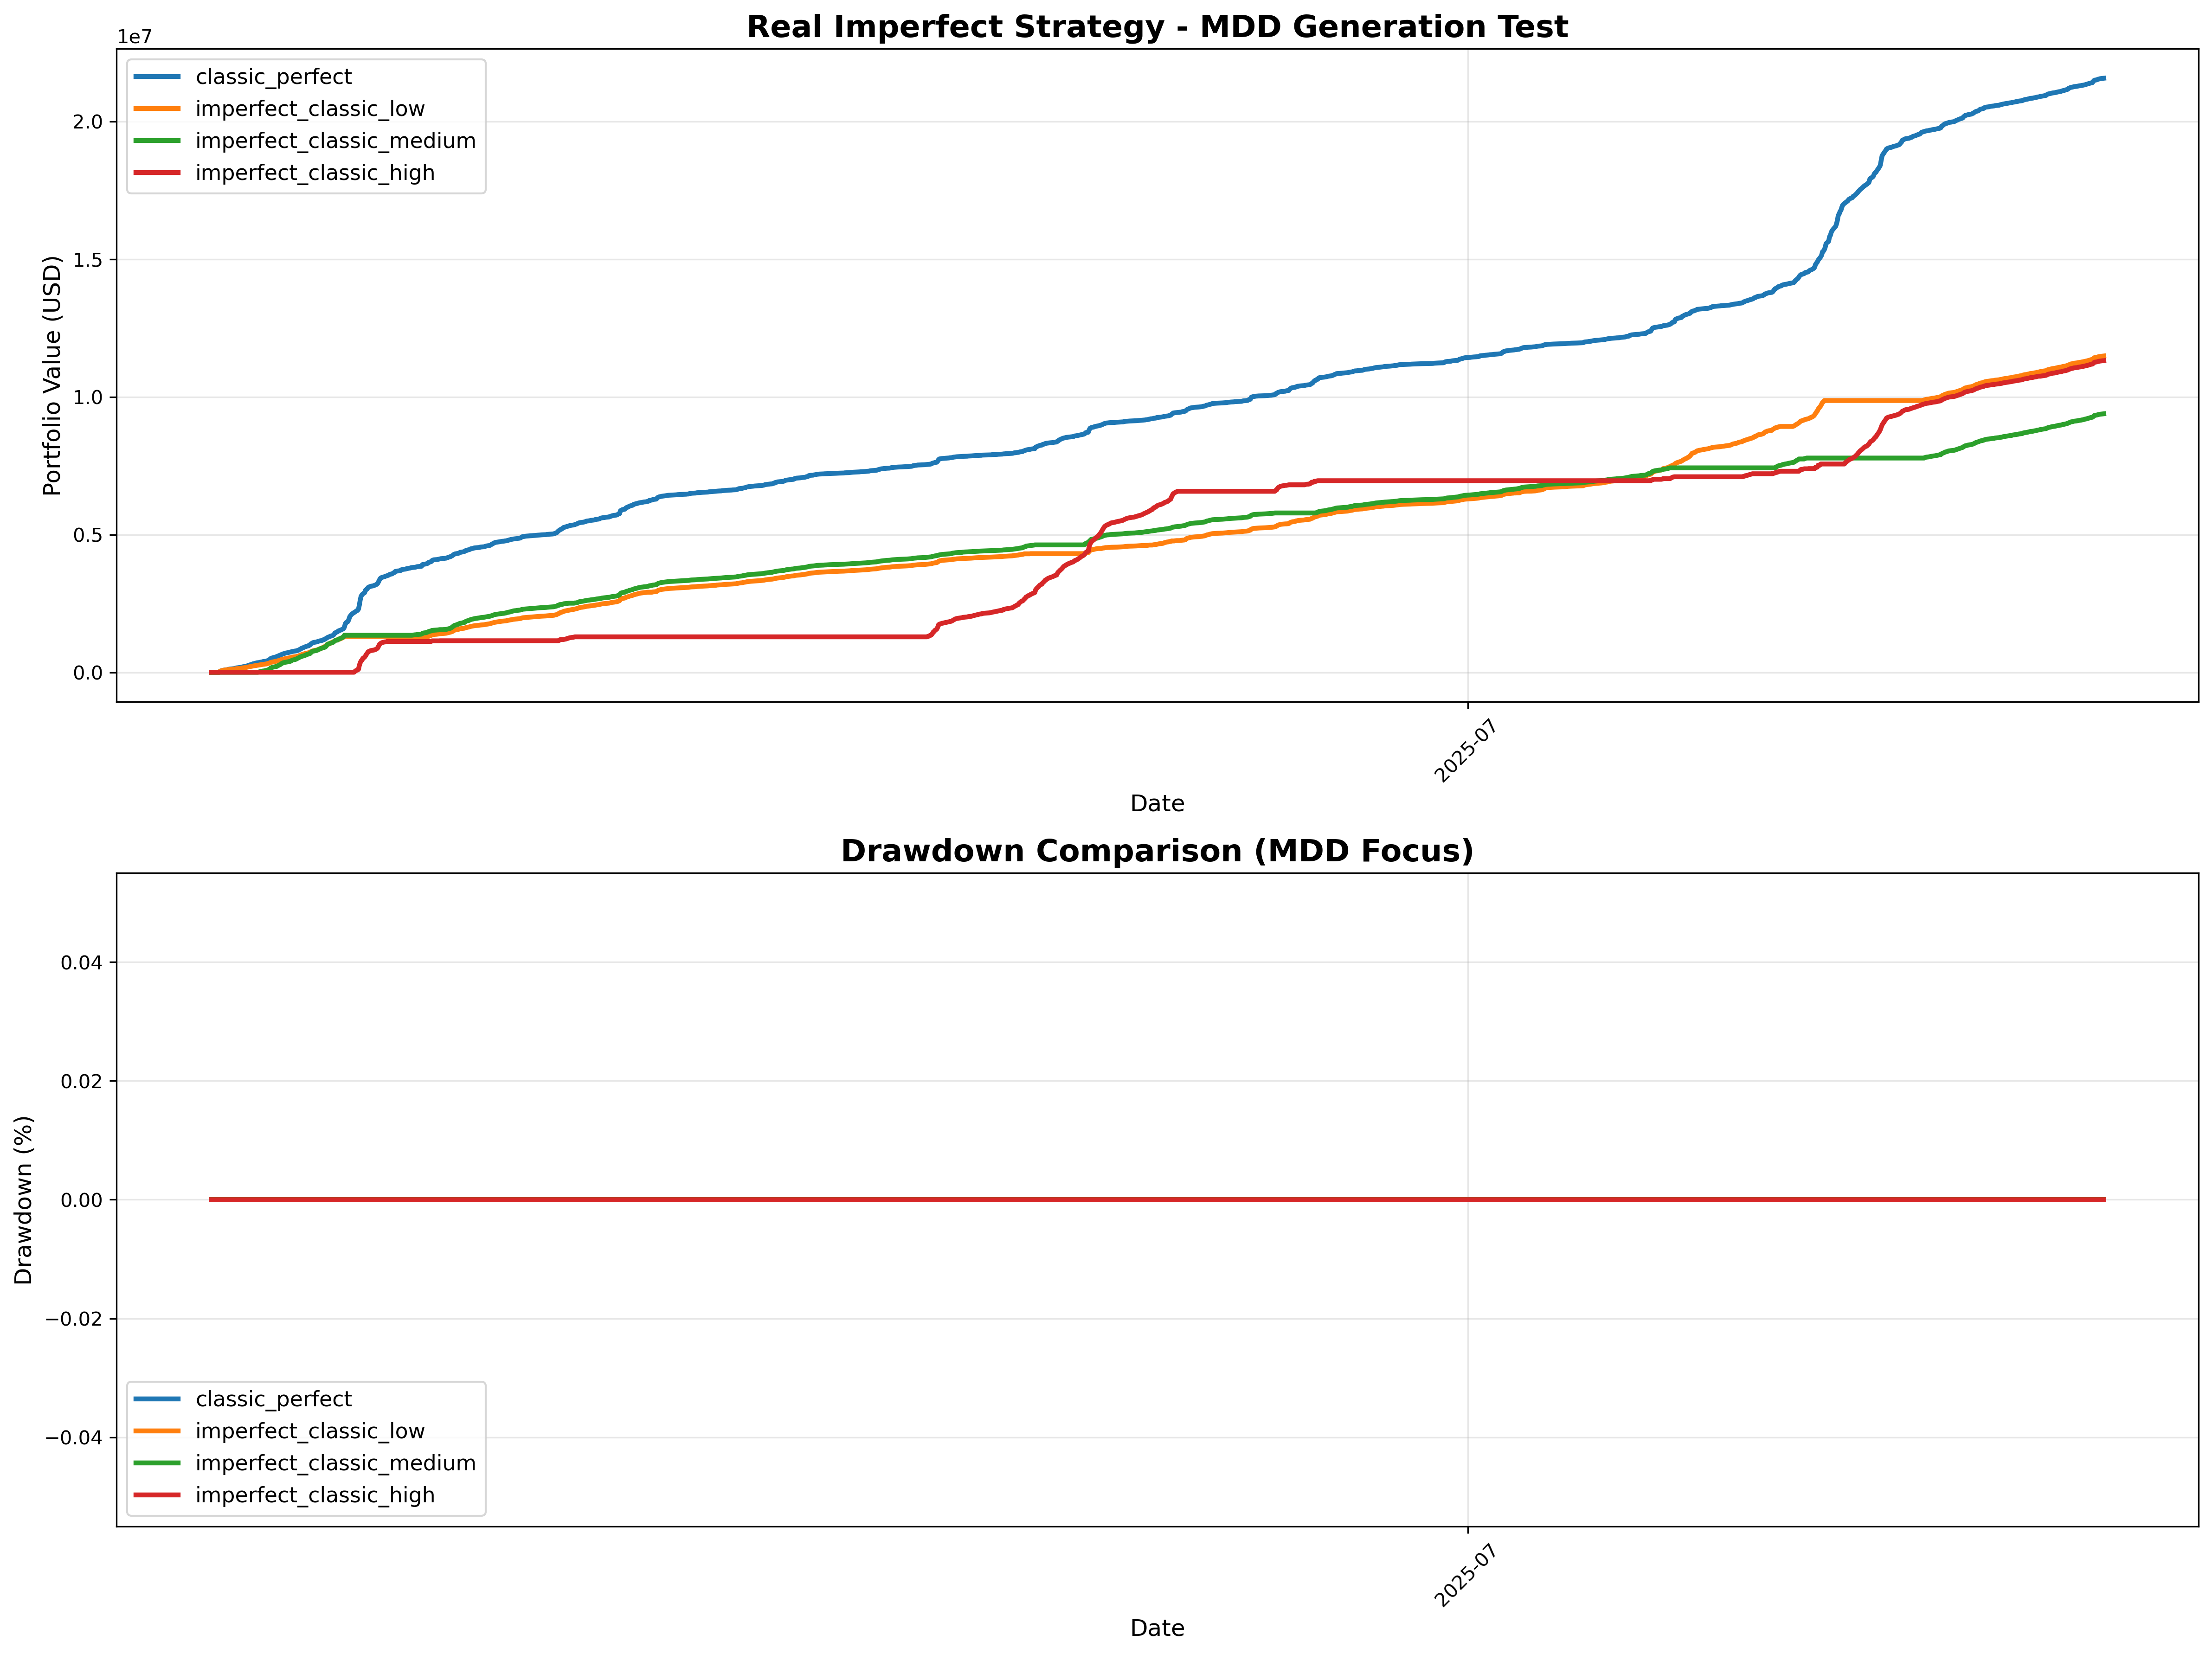 Real Imperfect Strategy - MDD Generation Test
1e7
classic_perfect
imperfect_classic_low
imperfect_classic_medium
imperfect_classic_high
2.0
1.5
1.0
0.5
0.0
Portfolio Value (USD)
2025-07
Date
Drawdown Comparison (MDD Focus)
0.04
0.02
0.00
−0.02
−0.04
Drawdown (%)
classic_perfect
imperfect_classic_low
imperfect_classic_medium
imperfect_classic_high
2025-07
Date